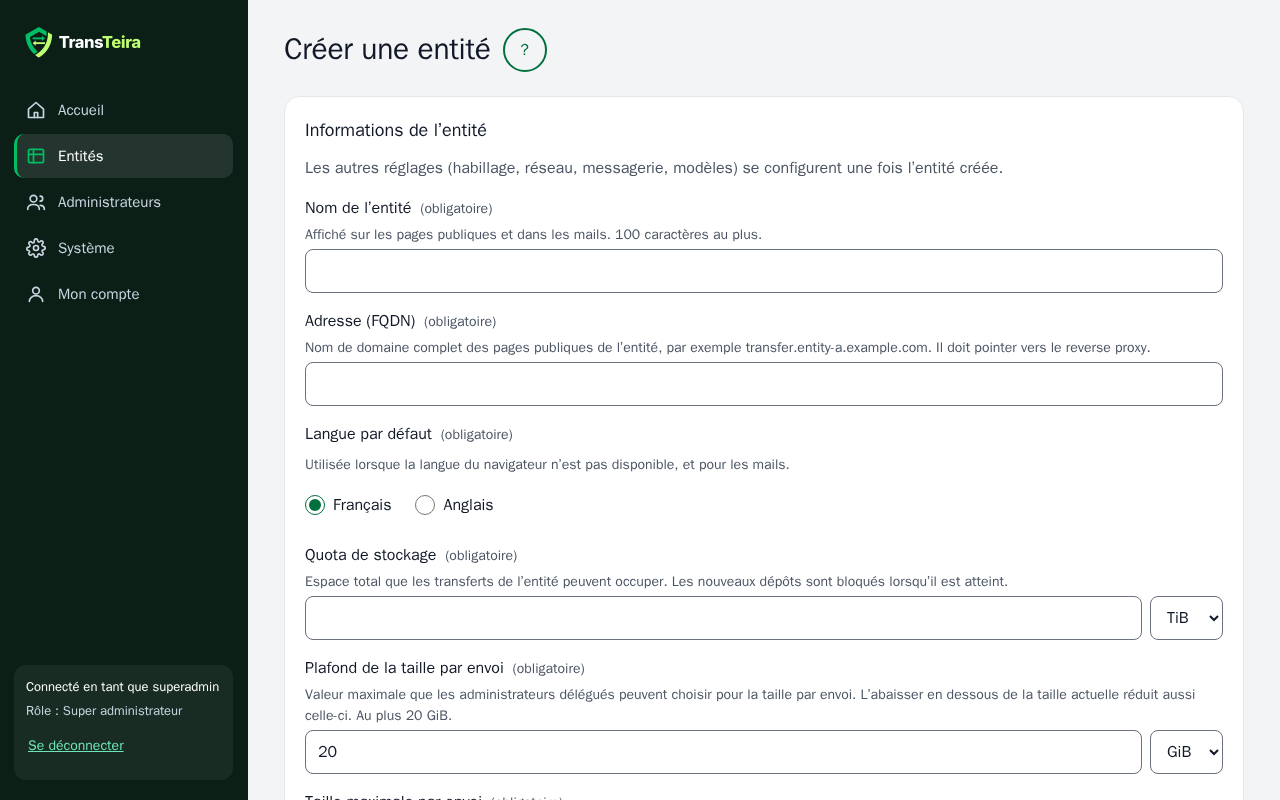 TransTeira
Accueil
Entités
Administrateurs
Système
Mon compte
Connecté en tant que superadmin
Rôle : Super administrateur
Se déconnecter
Créer une entité ?
Informations de l'entité
Les autres réglages (habillage, réseau, messagerie, modèles) se configurent une fois l'entité créée.
Nom de l'entité (obligatoire)
Affiché sur les pages publiques et dans les mails. 100 caractères au plus.
Adresse (FQDN) (obligatoire)
Nom de domaine complet des pages publiques de l'entité, par exemple transfer.entity-a.example.com. Il doit pointer vers le reverse proxy.
Langue par défaut (obligatoire)
Utilisée lorsque la langue du navigateur n'est pas disponible, et pour les mails.
Français Anglais
Quota de stockage (obligatoire)
Espace total que les transferts de l'entité peuvent occuper. Les nouveaux dépôts sont bloqués lorsqu'il est atteint.
TiB
Plafond de la taille par envoi (obligatoire)
Valeur maximale que les administrateurs délégués peuvent choisir pour la taille par envoi. L'abaisser en dessous de la taille actuelle réduit aussi
celle-ci. Au plus 20 GiB.
20 GiB
Taille maximale par envoi (obligatoire)